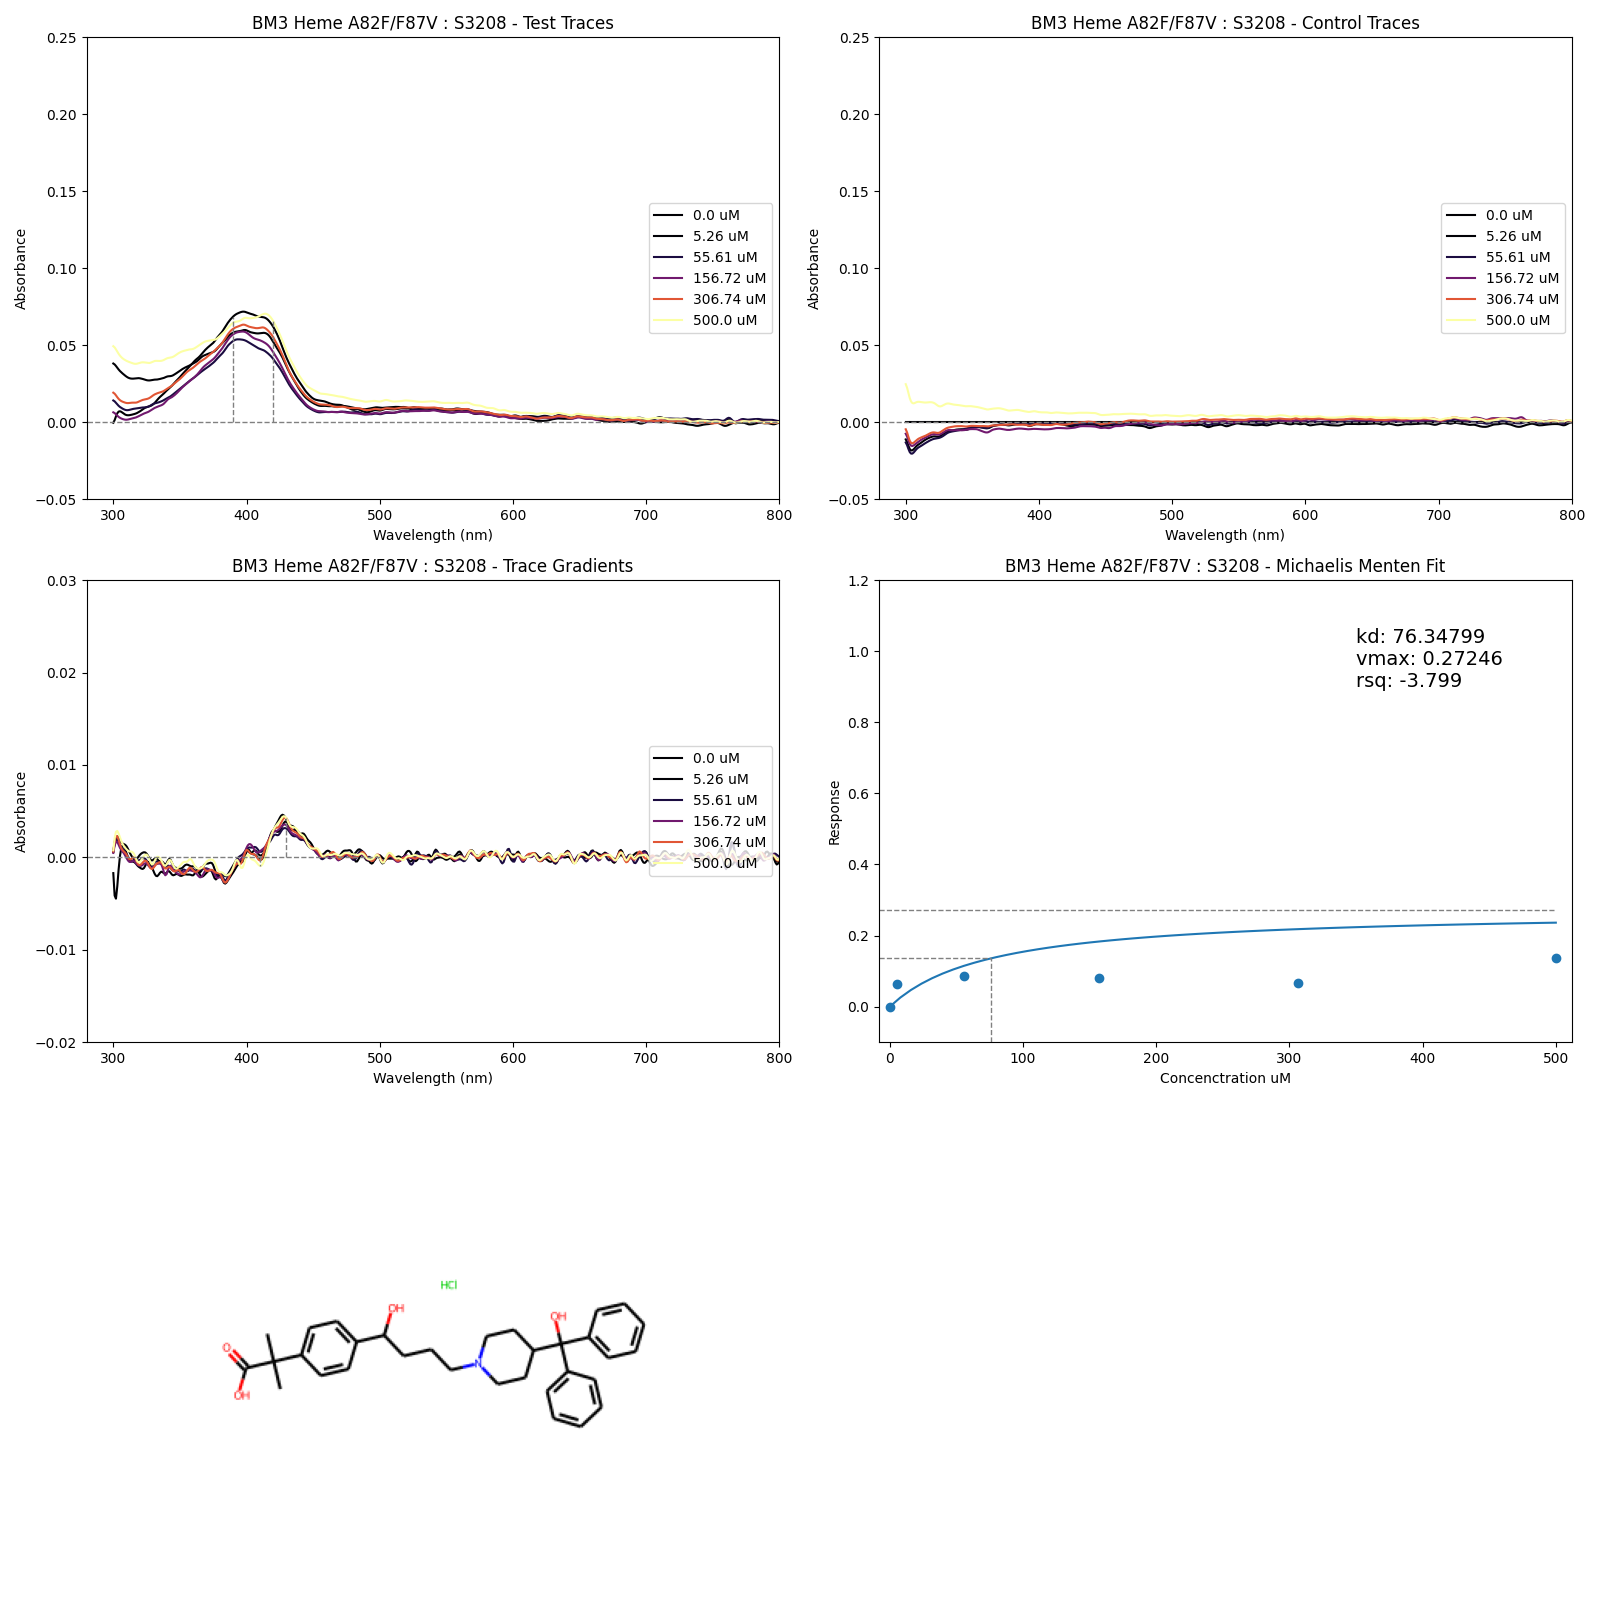 BM3 Heme A82F/F87V : S3208 - Test Traces
0.25
0.20
0.15
0.10
0.05
0.00
−0.05
Absorbance
300 400 500 600 700 800
Wavelength (nm)
0.0 uM
5.26 uM
55.61 uM
156.72 uM
306.74 uM
500.0 uM
BM3 Heme A82F/F87V : S3208 - Control Traces
0.25
0.20
0.15
0.10
0.05
0.00
−0.05
Absorbance
300 400 500 600 700 800
Wavelength (nm)
0.0 uM
5.26 uM
55.61 uM
156.72 uM
306.74 uM
500.0 uM
BM3 Heme A82F/F87V : S3208 - Trace Gradients
0.03
0.02
0.01
0.00
−0.01
−0.02
Absorbance
300 400 500 600 700 800
Wavelength (nm)
0.0 uM
5.26 uM
55.61 uM
156.72 uM
306.74 uM
500.0 uM
BM3 Heme A82F/F87V : S3208 - Michaelis Menten Fit
1.2
1.0
0.8
0.6
0.4
0.2
0.0
Response
0 100 200 300 400 500
Concenctration uM
kd: 76.34799
vmax: 0.27246
rsq: -3.799
HCl
OH
OH
O
N
OH